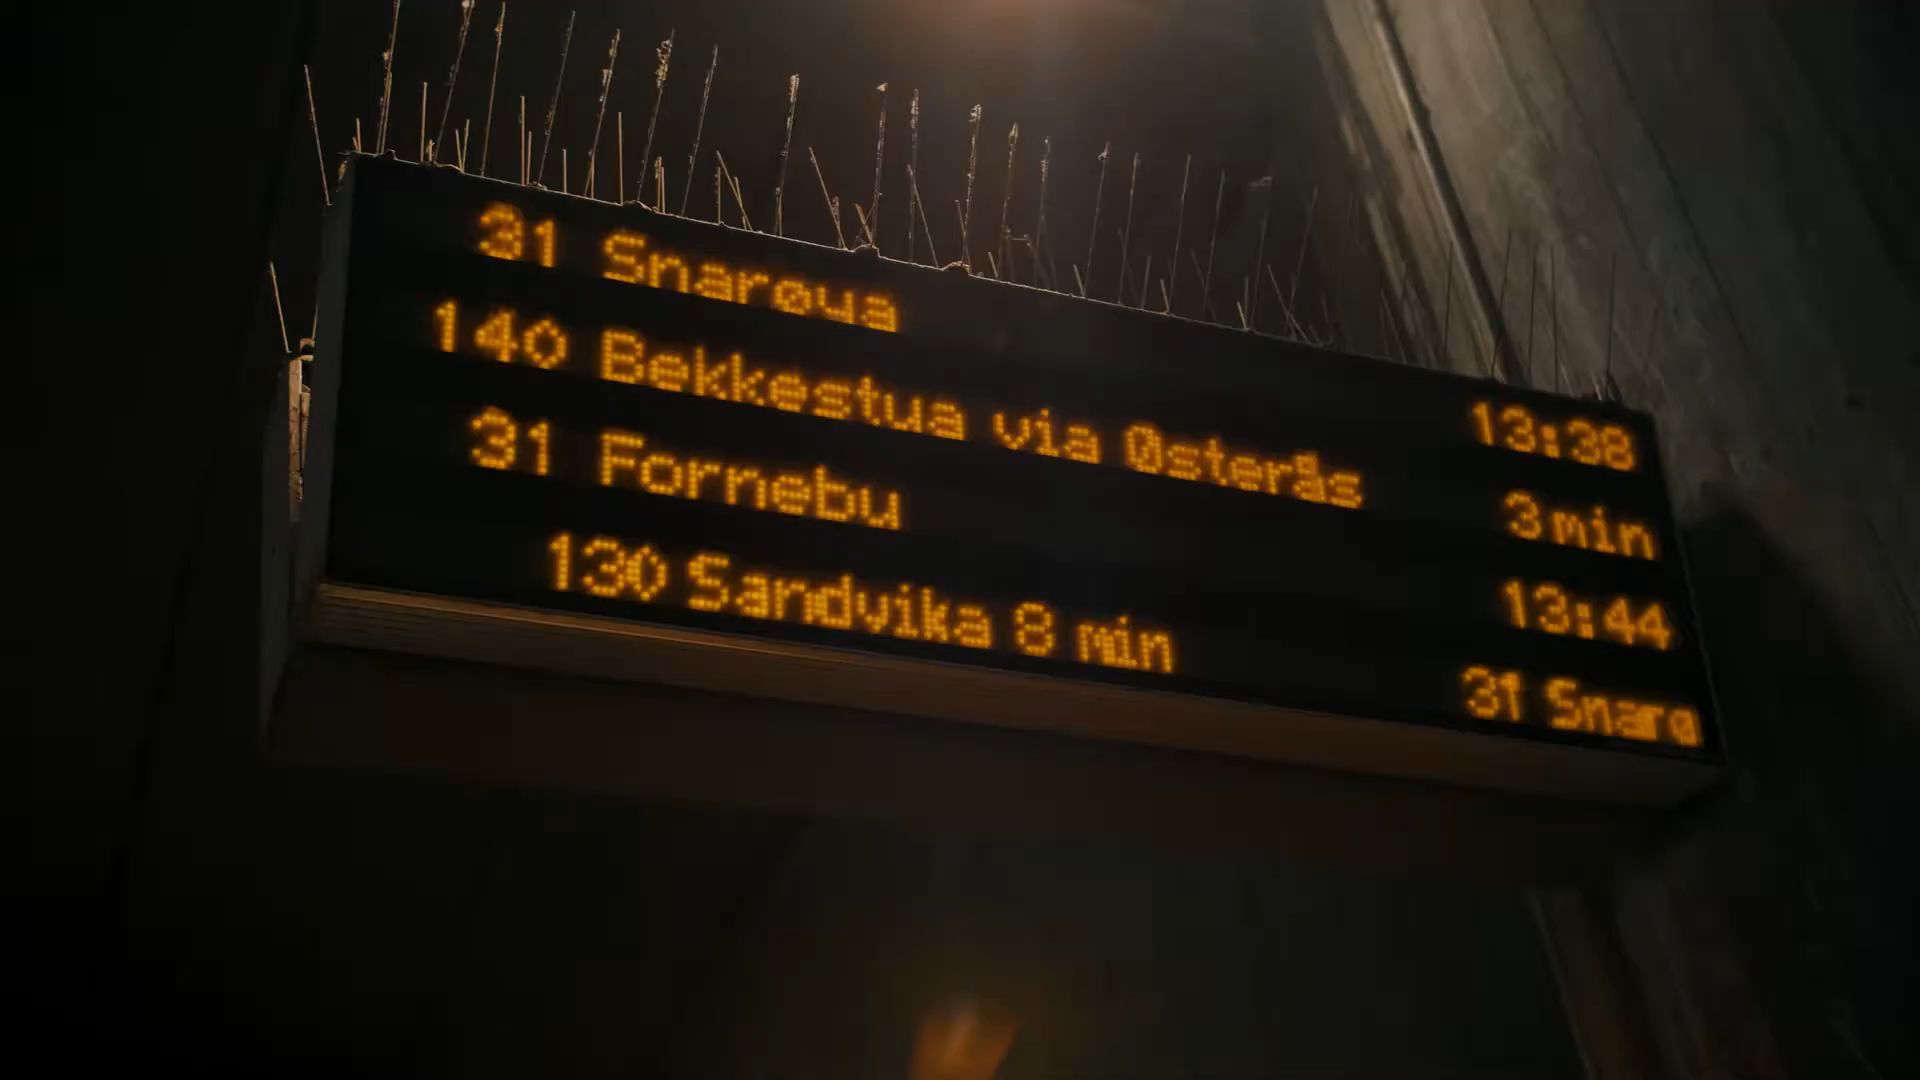 31 Snarøya 13:38
140 Bekkestua via Østerås 3 min
31 Fornebu 13:44
130 Sandvika 8 min 31 Snarø